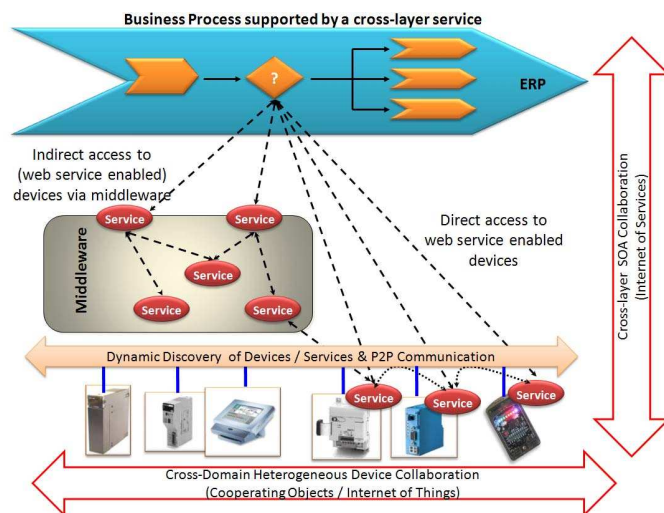 Business Process supported by a cross-layer service
?
ERP
Indirect access to
(web service enabled)
devices via middleware
Service
Service
Direct access to
web service enabled
devices
Middleware
Service
Service
Service
Cross-layer SOA Collaboration
(Internet of Services)
Dynamic Discovery of Devices / Services & P2P Communication
Service
Service
Service
Cross-Domain Heterogeneous Device Collaboration
(Cooperating Objects / Internet of Things)